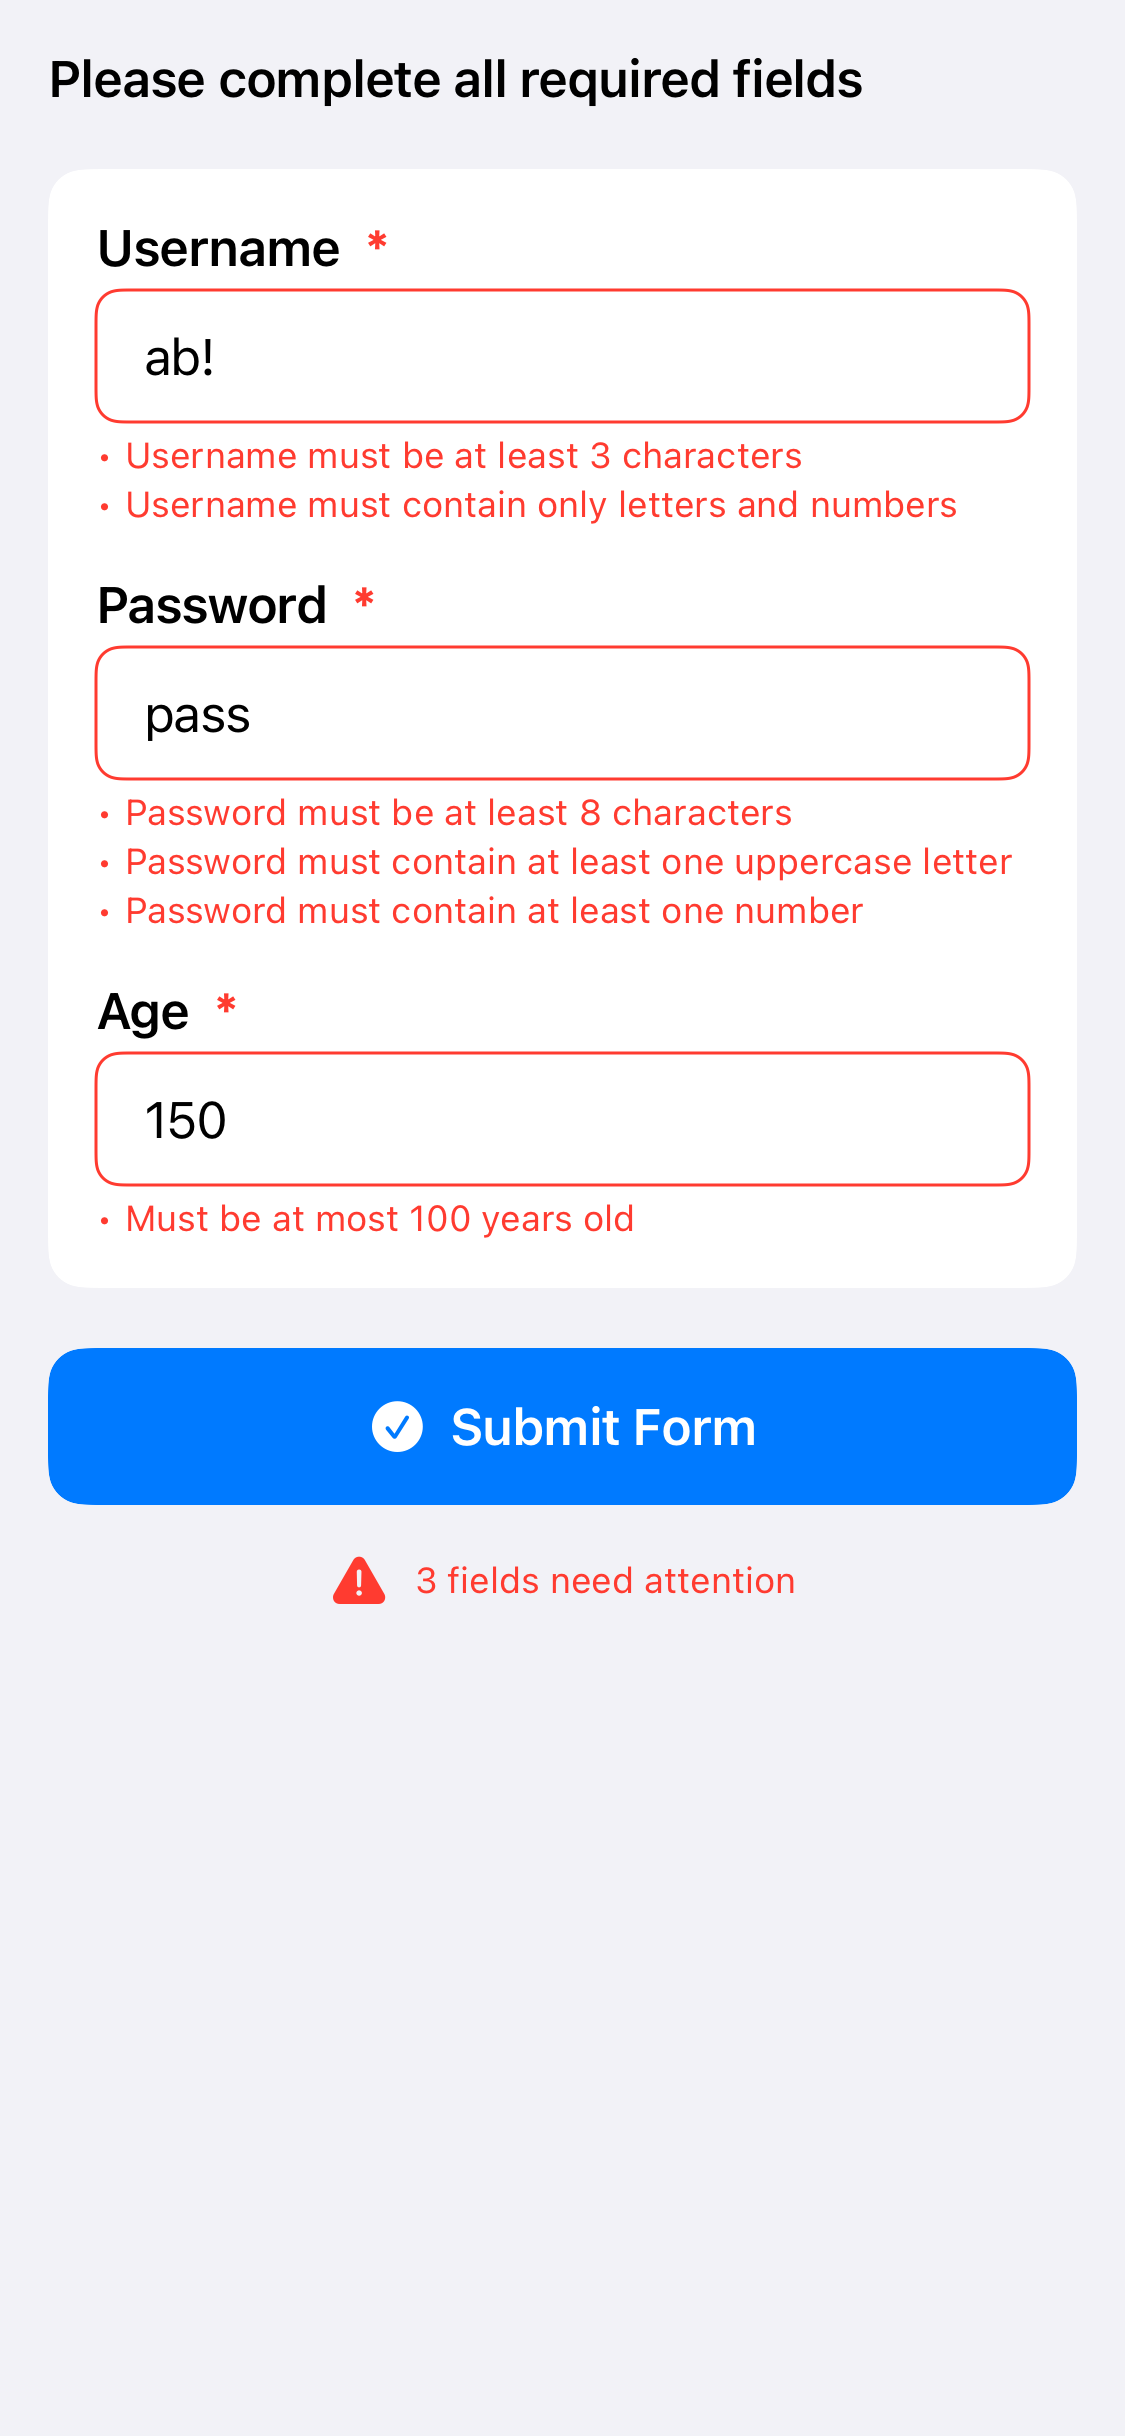 Please complete all required fields
Username *
ab!
• Username must be at least 3 characters
• Username must contain only letters and numbers
Password *
pass
• Password must be at least 8 characters
• Password must contain at least one uppercase letter
• Password must contain at least one number
Age *
150
• Must be at most 100 years old
Submit Form
3 fields need attention